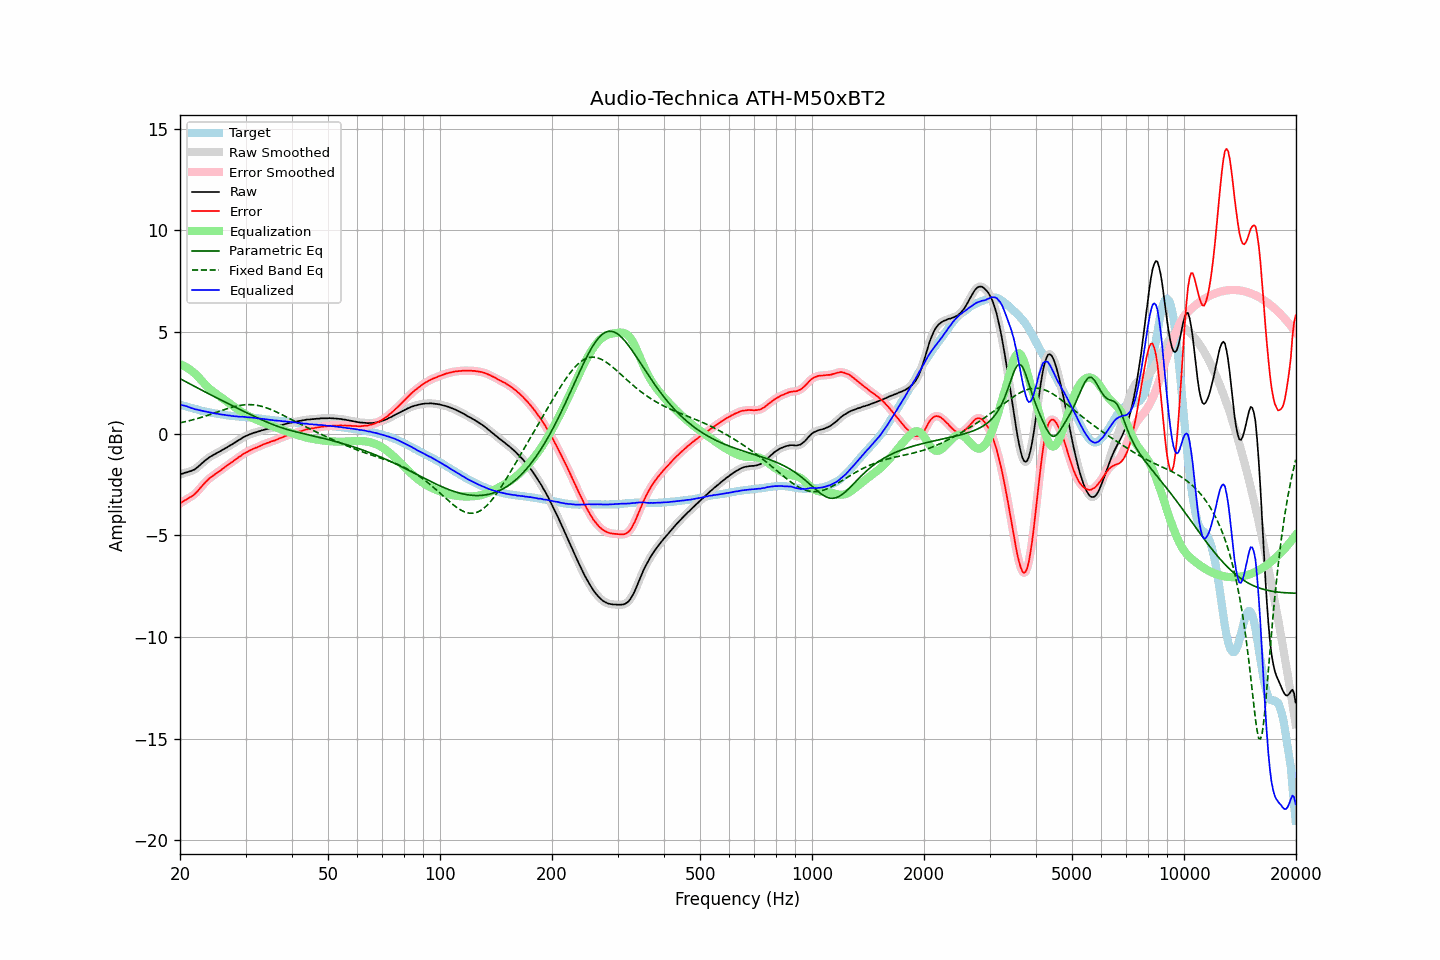 Audio-Technica ATH-M50xBT2
Target
Raw Smoothed
Error Smoothed
Raw
Error
Equalization
Parametric Eq
Fixed Band Eq
Equalized
Amplitude (dBr)
15
10
5
0
−5
−10
−15
−20
20
50
100
200
500
1000
2000
5000
10000
20000
Frequency (Hz)